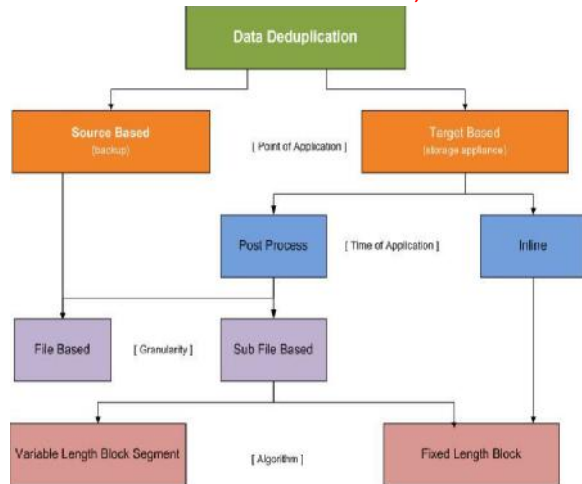 Data Deduplication
Source Based
(backup)
[ Point of Application ]
Target Based
(storage appliance)
Post Process
[ Time of Application ]
Inline
File Based
[ Granularity ]
Sub File Based
Variable Length Block Segment
[ Algorithm ]
Fixed Length Block